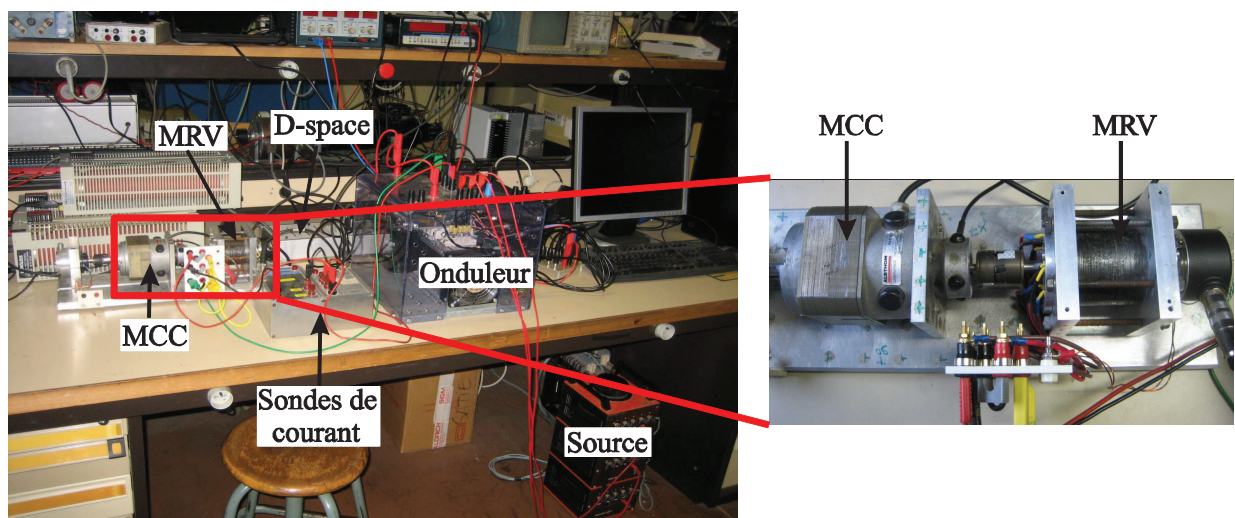 MRV
D-space
MCC
Onduleur
Sondes de
courant
Source
MCC
MRV